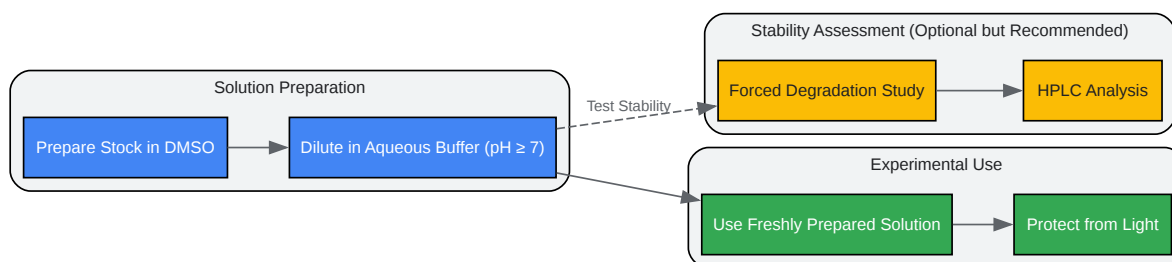 Stability Assessment (Optional but Recommended)
Forced Degradation Study
HPLC Analysis
Solution Preparation
Test Stability
Prepare Stock in DMSO
Dilute in Aqueous Buffer (pH ≥ 7)
Experimental Use
Use Freshly Prepared Solution
Protect from Light